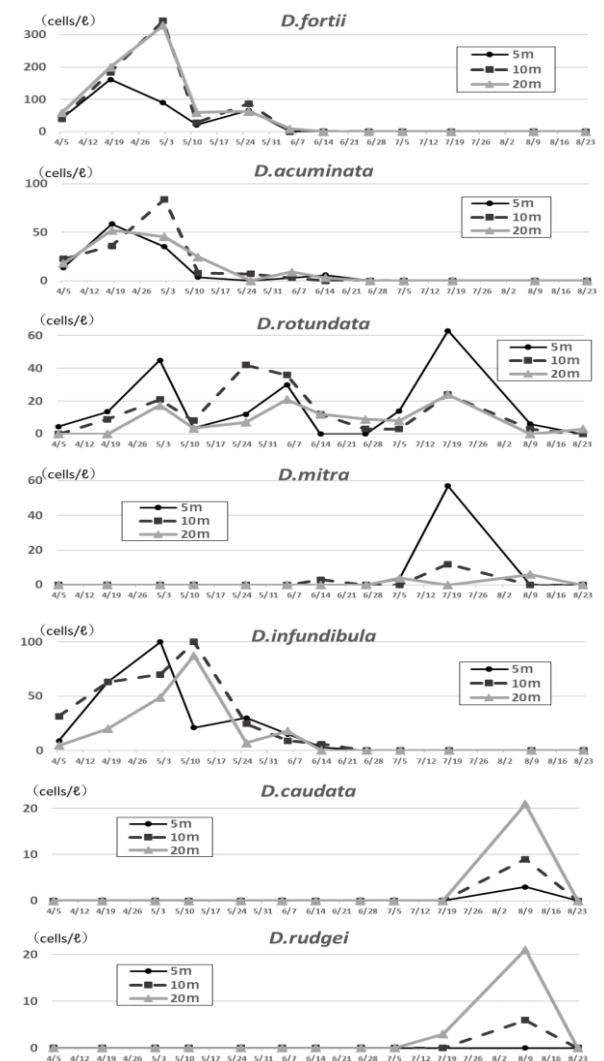 (cells/ℓ)
D.fortii
5m
10m
20m
300
200
100
0
4/5 4/12 4/19 4/26 5/3 5/10 5/17 5/24 5/31 6/7 6/14 6/21 6/28 7/5 7/12 7/19 7/26 8/2 8/9 8/16 8/23
(cells/ℓ)
D.acuminata
5m
10m
20m
100
50
0
4/5 4/12 4/19 4/26 5/3 5/10 5/17 5/24 5/31 6/7 6/14 6/21 6/28 7/5 7/12 7/19 7/26 8/2 8/9 8/16 8/23
(cells/ℓ)
D.rotundata
5m
10m
20m
60
40
20
0
4/5 4/12 4/19 4/26 5/3 5/10 5/17 5/24 5/31 6/7 6/14 6/21 6/28 7/5 7/12 7/19 7/26 8/2 8/9 8/16 8/23
(cells/ℓ)
D.mitra
5m
10m
20m
60
40
20
0
4/5 4/12 4/19 4/26 5/3 5/10 5/17 5/24 5/31 6/7 6/14 6/21 6/28 7/5 7/12 7/19 7/26 8/2 8/9 8/16 8/23
(cells/ℓ)
D.infundibula
5m
10m
20m
100
50
0
4/5 4/12 4/19 4/26 5/3 5/10 5/17 5/24 5/31 6/7 6/14 6/21 6/28 7/5 7/12 7/19 7/26 8/2 8/9 8/16 8/23
(cells/ℓ)
D.caudata
5m
10m
20m
20
10
0
4/5 4/12 4/19 4/26 5/3 5/10 5/17 5/24 5/31 6/7 6/14 6/21 6/28 7/5 7/12 7/19 7/26 8/2 8/9 8/16 8/23
(cells/ℓ)
D.rudgei
5m
10m
20m
20
10
0
4/5 4/12 4/19 4/26 5/3 5/10 5/17 5/24 5/31 6/7 6/14 6/21 6/28 7/5 7/12 7/19 7/26 8/2 8/9 8/16 8/23